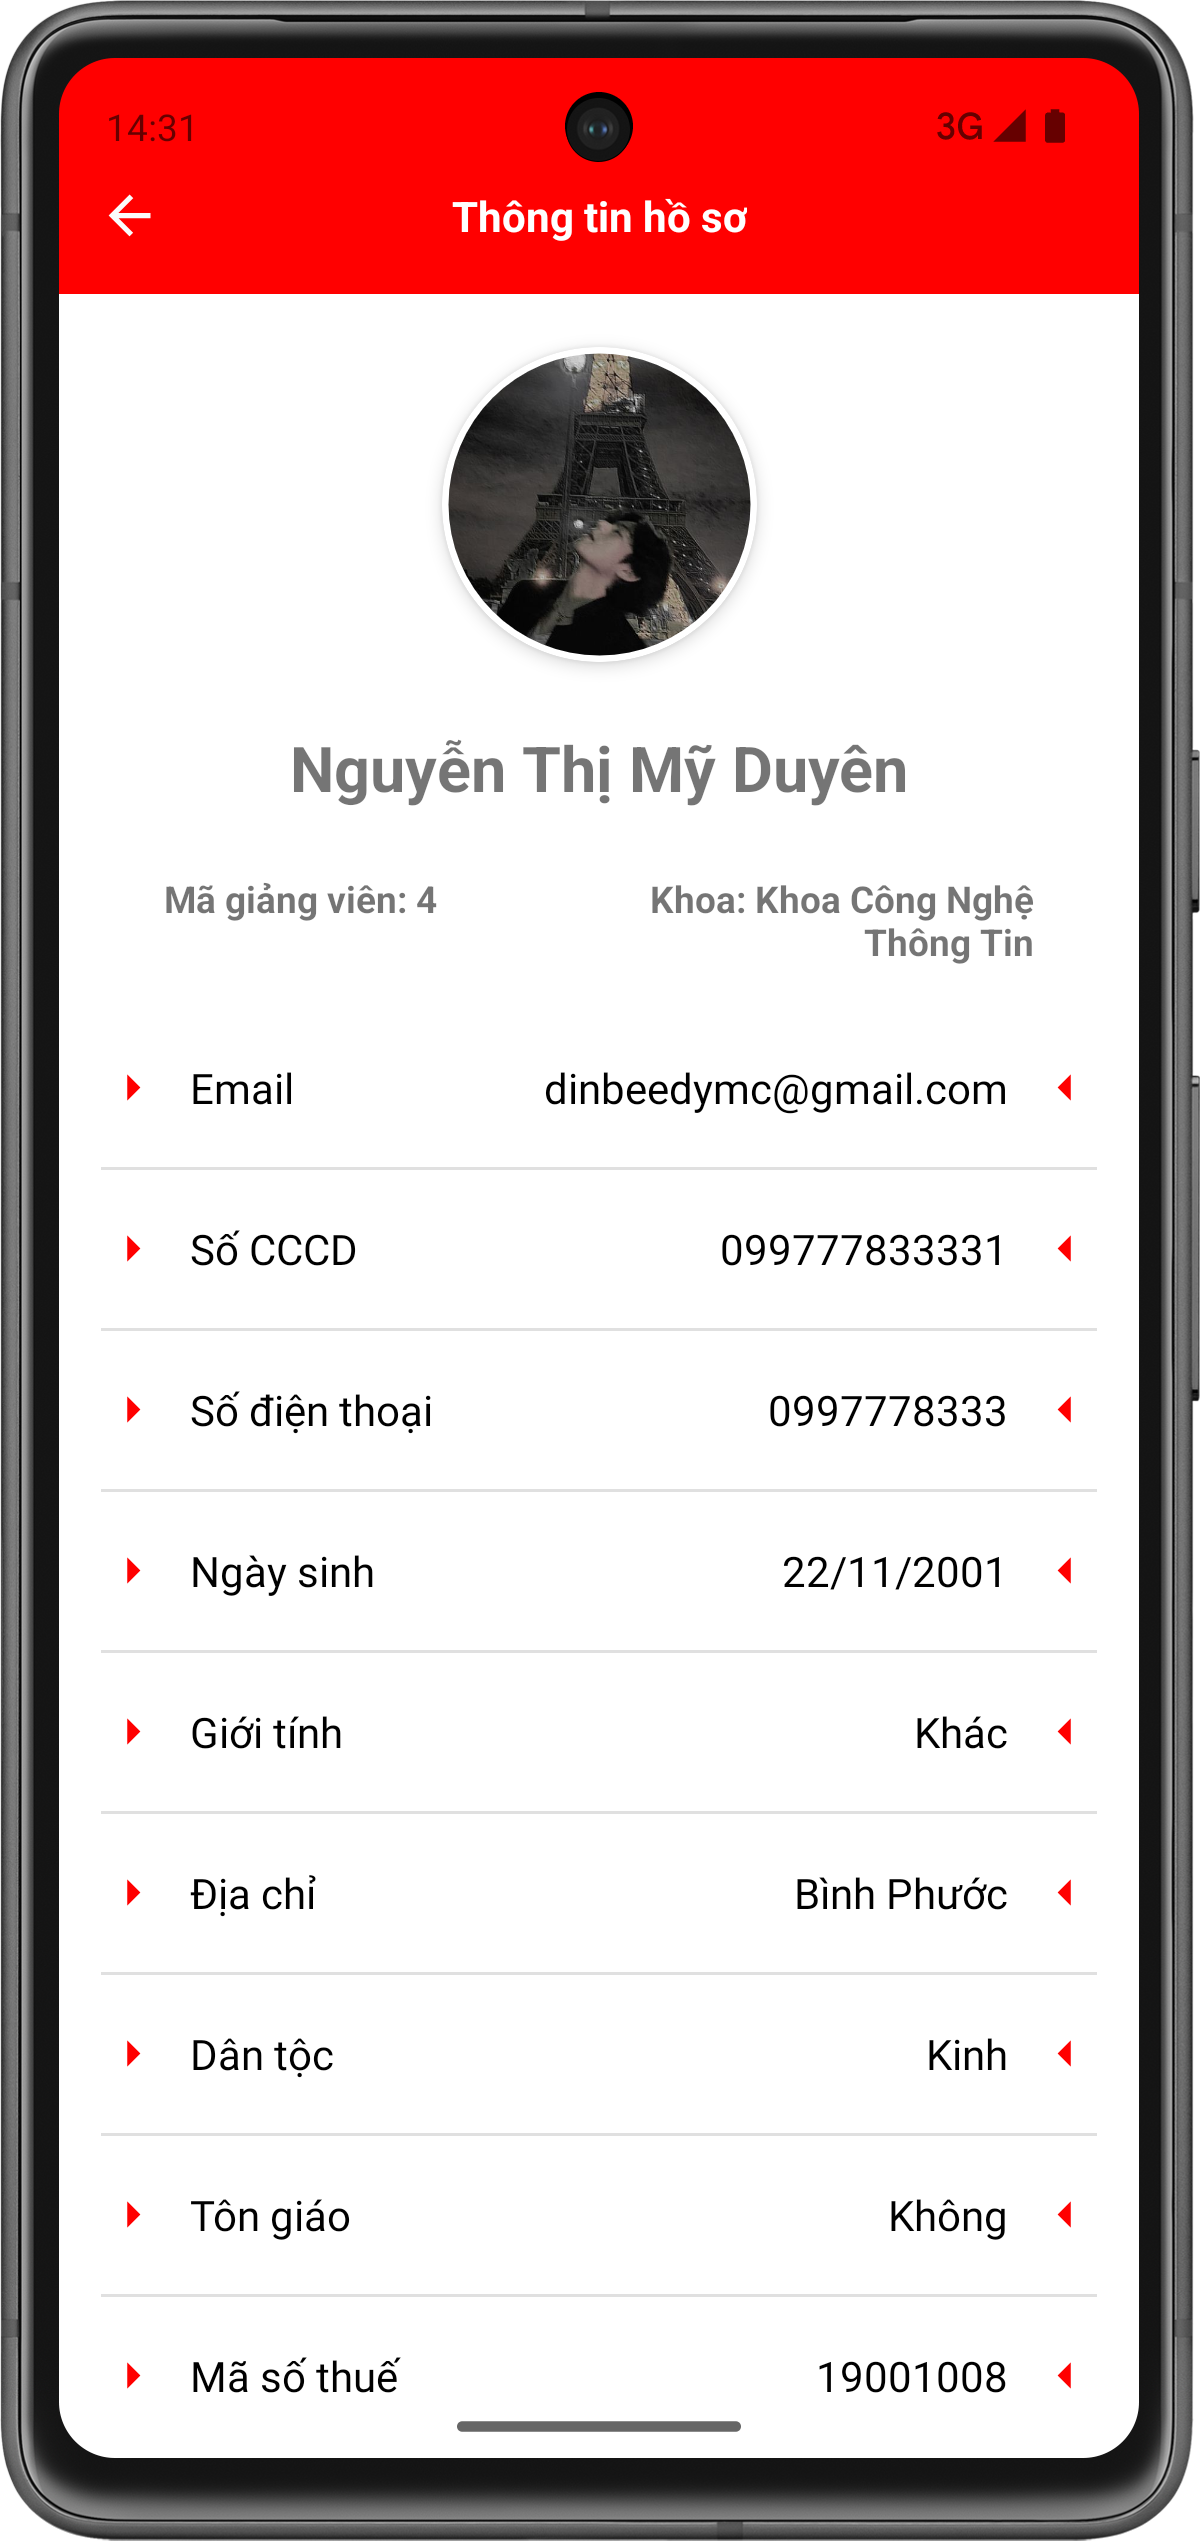 14:31
3G
Thông tin hồ sơ
Nguyễn Thị Mỹ Duyên
Mã giảng viên: 4
Khoa: Khoa Công Nghệ
Thông Tin
Email dinbeedymc@gmail.com
Số CCCD 099777833331
Số điện thoại 0997778333
Ngày sinh 22/11/2001
Giới tính Khác
Địa chỉ Bình Phước
Dân tộc Kinh
Tôn giáo Không
Mã số thuế 19001008